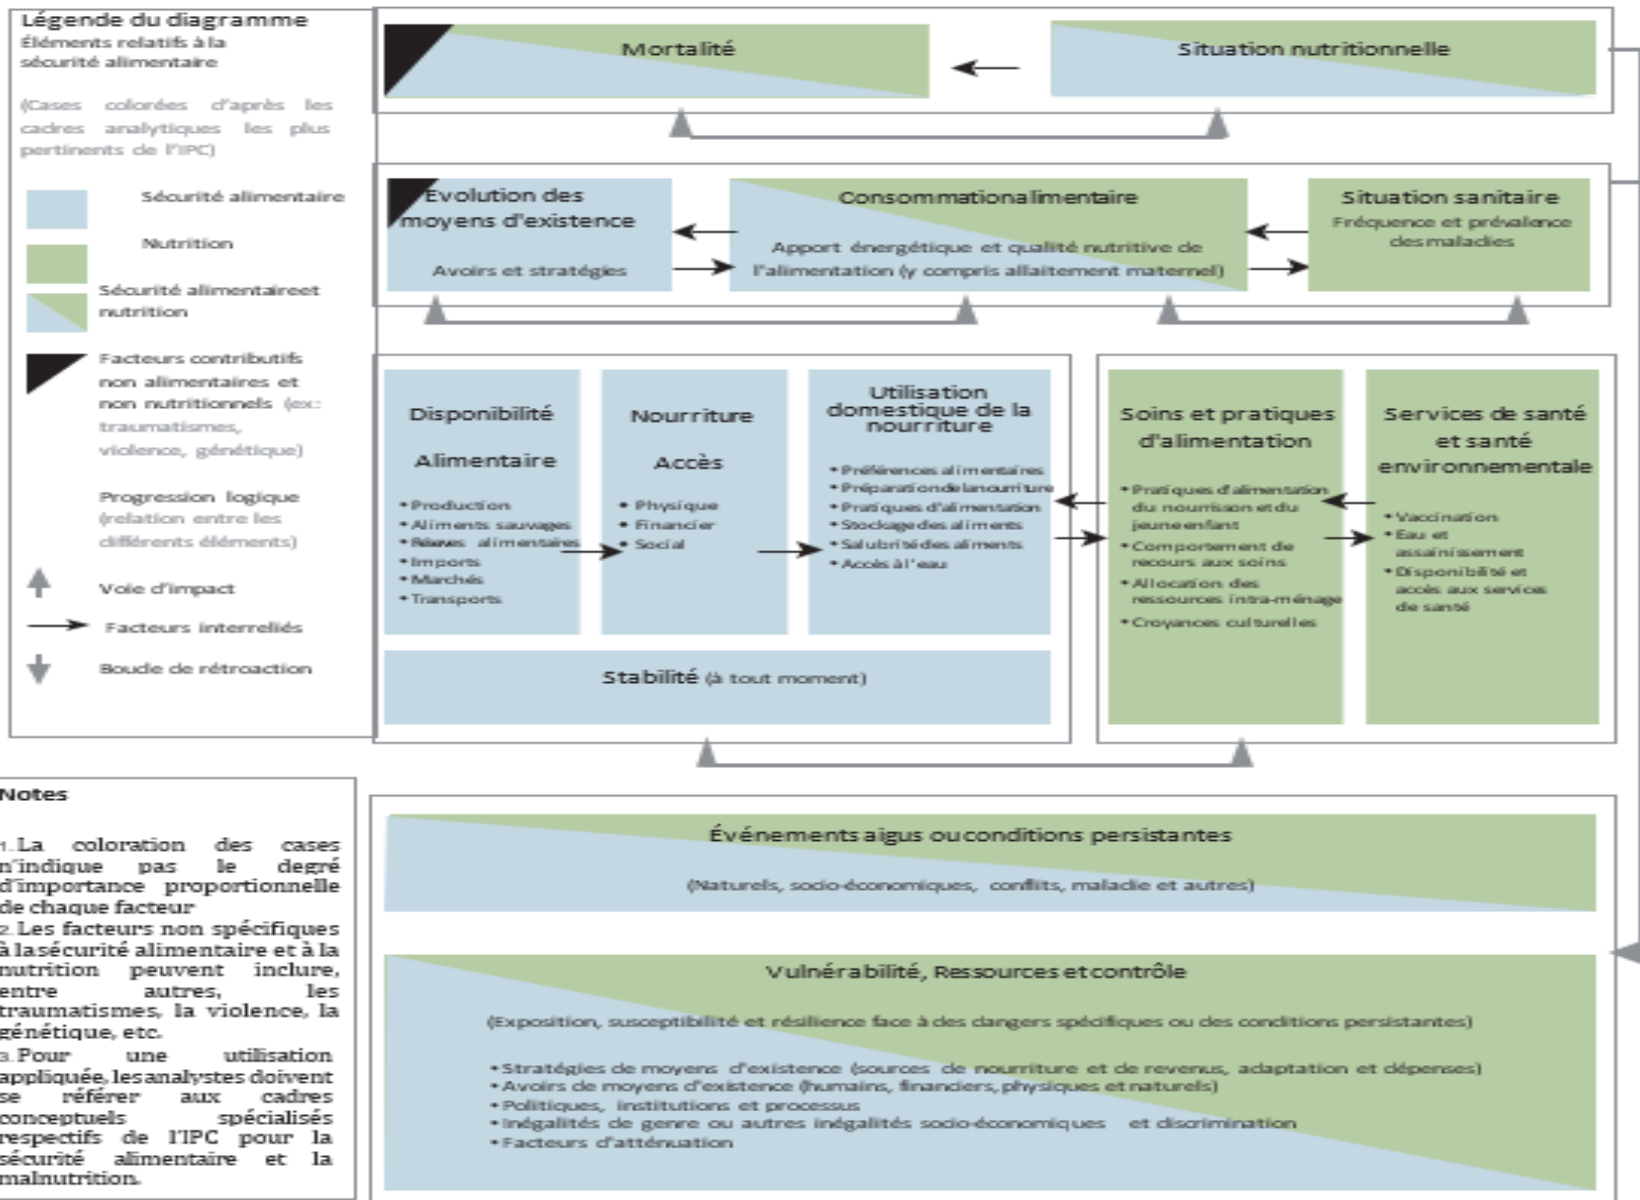 Légende du diagramme
Éléments relatifs à la
sécurité alimentaire
(Cases colorées d'après les
cadres analytiques les plus
pertinents de l'IPC)
Sécurité alimentaire
Nutrition
Sécurité alimentaireet
nutrition
Facteurs contributifs
non alimentaires et
non nutritionnels (ex:
traumatismes,
violence, génétique)
Progression logique
(relation entre les
différents éléments)
Voie d'impact
Facteurs interreliés
Boucle de rétroaction
Mortalité
Situation nutritionnelle
Evolution des
moyens d'existence
Avoirs et stratégies
Consommationalimentaire
Apport énergétique et qualité nutritive de
l'alimentation (y compris allaitement maternel)
Situation sanitaire
Fréquence et prévalence
desmaladies
Disponibilité
Alimentaire
• Production
• Aliments sauvages
• Réserves alimentaires
• Imports
• Marchés
• Transports
Nourriture
Accès
• Physique
• Financier
• Social
Utilisation
domestique de la
nourriture
• Préférences alimentaires
• Préparationdelanourriture
• Pratiques d'alimentation
• Stockage des aliments
• Salubrité des aliments
• Accès à l'eau
Stabilité (à tout moment)
Soins et pratiques
d'alimentation
• Pratiques d'alimentation
du nourrisson et du
jeune enfant
• Comportement de
recours aux soins
• Allocation des
ressources intra-ménage
• Croyances culturelles
Services de santé
et santé
environnementale
• Vaccination
• Eau et
assainissement
• Disponibilité et
accès aux services
de santé
Événements aigus ou conditions persistantes
(Naturels, socio-économiques, conflits, maladie et autres)
Vulnérabilité, Ressources et contrôle
(Exposition, susceptibilité et résilience face à des dangers spécifiques ou des conditions persistantes)
• Stratégies de moyens d'existence (sources de nourriture et de revenus, adaptation et dépenses)
• Avoirs de moyens d'existence (humains, financiers, physiques et naturels)
• Politiques, institutions et processus
• Inégalités de genre ou autres inégalités socio-économiques et discrimination
• Facteurs d'atténuation
Notes
1. La coloration des cases
n'indique pas le degré
d'importance proportionnelle
de chaque facteur
2. Les facteurs non spécifiques
à la sécurité alimentaire et à la
nutrition peuvent inclure,
entre autres, les
traumatismes, la violence, la
génétique, etc.
3. Pour une utilisation
appliquée, les analystes doivent
se référer aux cadres
conceptuels spécialisés
respectifs de l'IPC pour la
sécurité alimentaire et la
malnutrition.